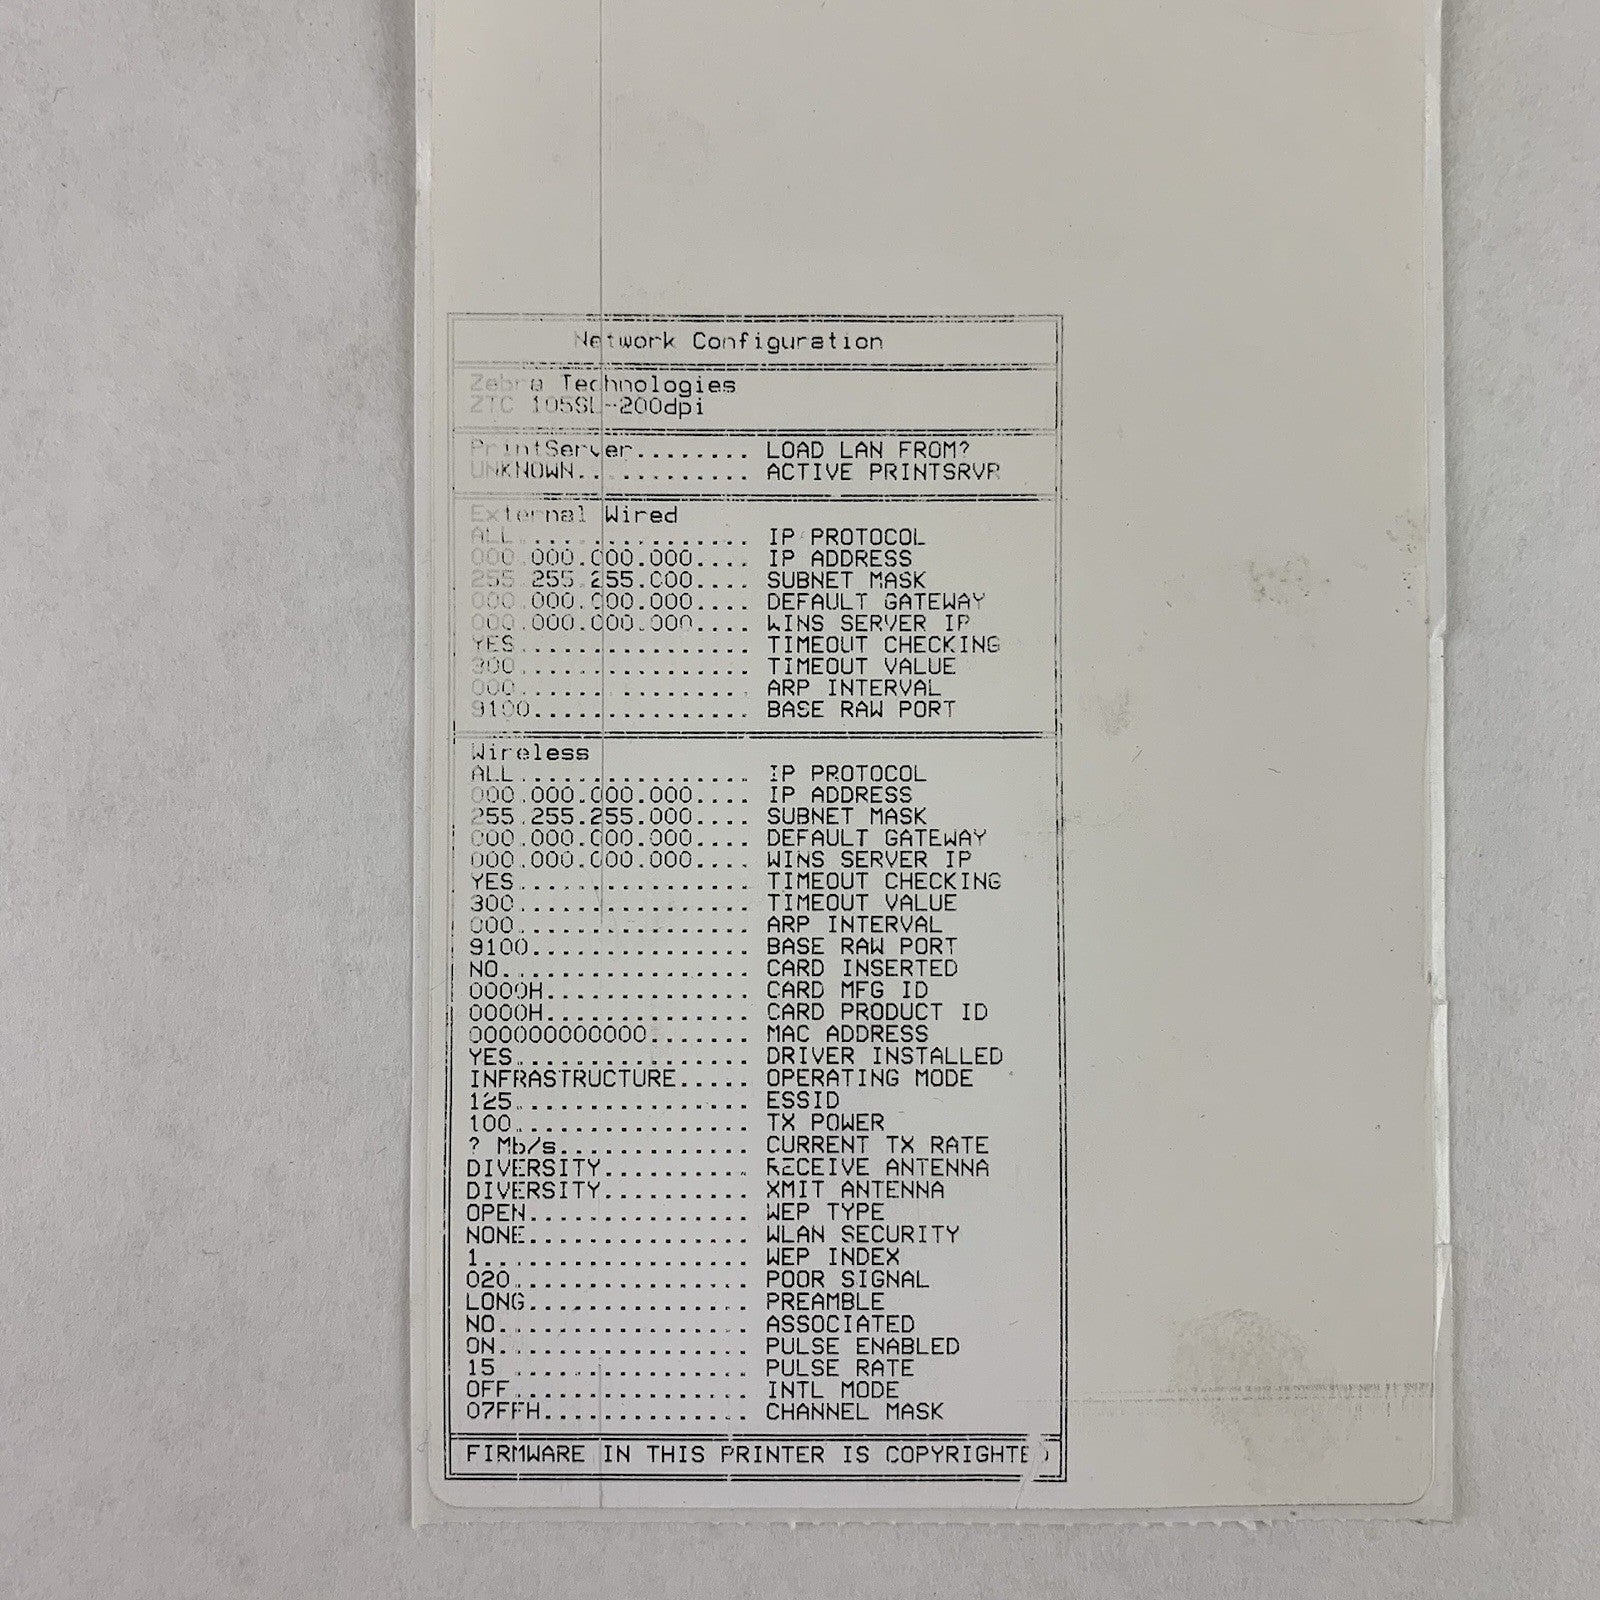 Network Configuration
Zebra Technologies
ZTC 105SL-200dpi
PrintServer........ LOAD LAN FROM?
UNKNOWN............ ACTIVE PRINTSRVR
External Wired
ALL................ IP PROTOCOL
000.000.000.000.... IP ADDRESS
255.255.255.000.... SUBNET MASK
000.000.000.000.... DEFAULT GATEWAY
000.000.000.000.... WINS SERVER IP
YES................ TIMEOUT CHECKING
300................ TIMEOUT VALUE
000................ ARP INTERVAL
9100............... BASE RAW PORT
Wireless
ALL................ IP PROTOCOL
000.000.000.000.... IP ADDRESS
255.255.255.000.... SUBNET MASK
000.000.000.000.... DEFAULT GATEWAY
000.000.000.000.... WINS SERVER IP
YES................ TIMEOUT CHECKING
300................ TIMEOUT VALUE
000................ ARP INTERVAL
9100............... BASE RAW PORT
NO................. CARD INSERTED
0000H.............. CARD MFG ID
0000H.............. CARD PRODUCT ID
000000000000....... MAC ADDRESS
YES................ DRIVER INSTALLED
INFRASTRUCTURE..... OPERATING MODE
125................ ESSID
100................ TX POWER
? Mb/s............. CURRENT TX RATE
DIVERSITY.......... RECEIVE ANTENNA
DIVERSITY.......... XMIT ANTENNA
OPEN............... WEP TYPE
NONE............... WLAN SECURITY
1.................. WEP INDEX
020................ POOR SIGNAL
LONG............... PREAMBLE
NO................. ASSOCIATED
ON................. PULSE ENABLED
15................. PULSE RATE
OFF................ INTL MODE
07FFH.............. CHANNEL MASK
FIRMWARE IN THIS PRINTER IS COPYRIGHTED